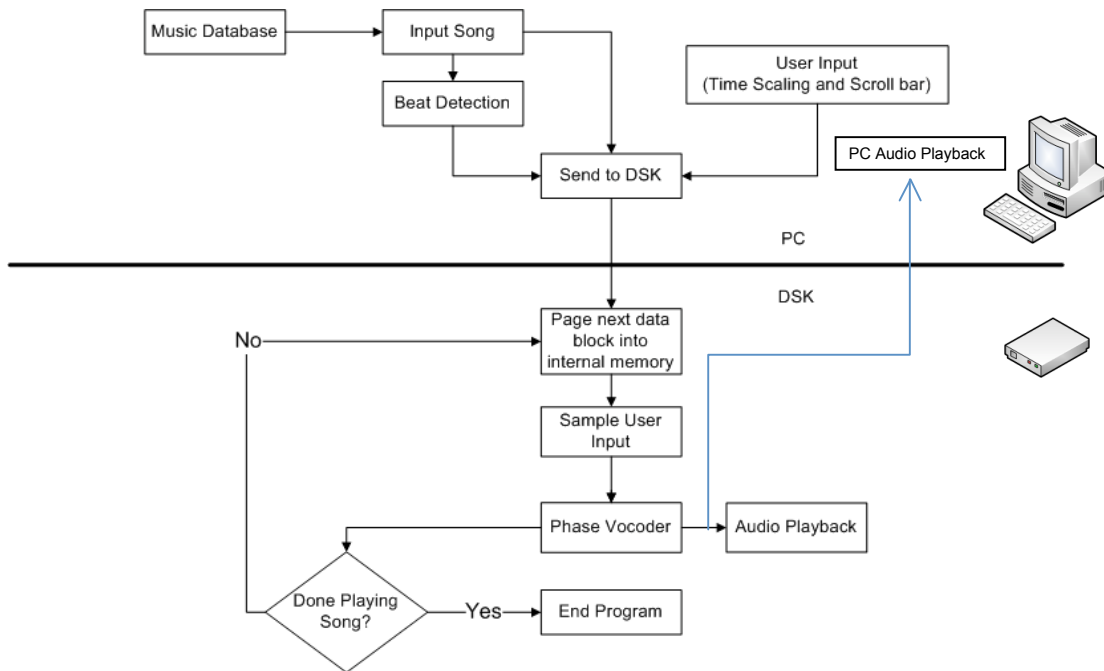 Music Database
Input Song
User Input
(Time Scaling and Scroll bar)
Beat Detection
PC Audio Playback
Send to DSK
PC
DSK
Page next data
block into
internal memory
No
Sample User
Input
Phase Vocoder
Audio Playback
Done Playing
Song?
Yes
End Program